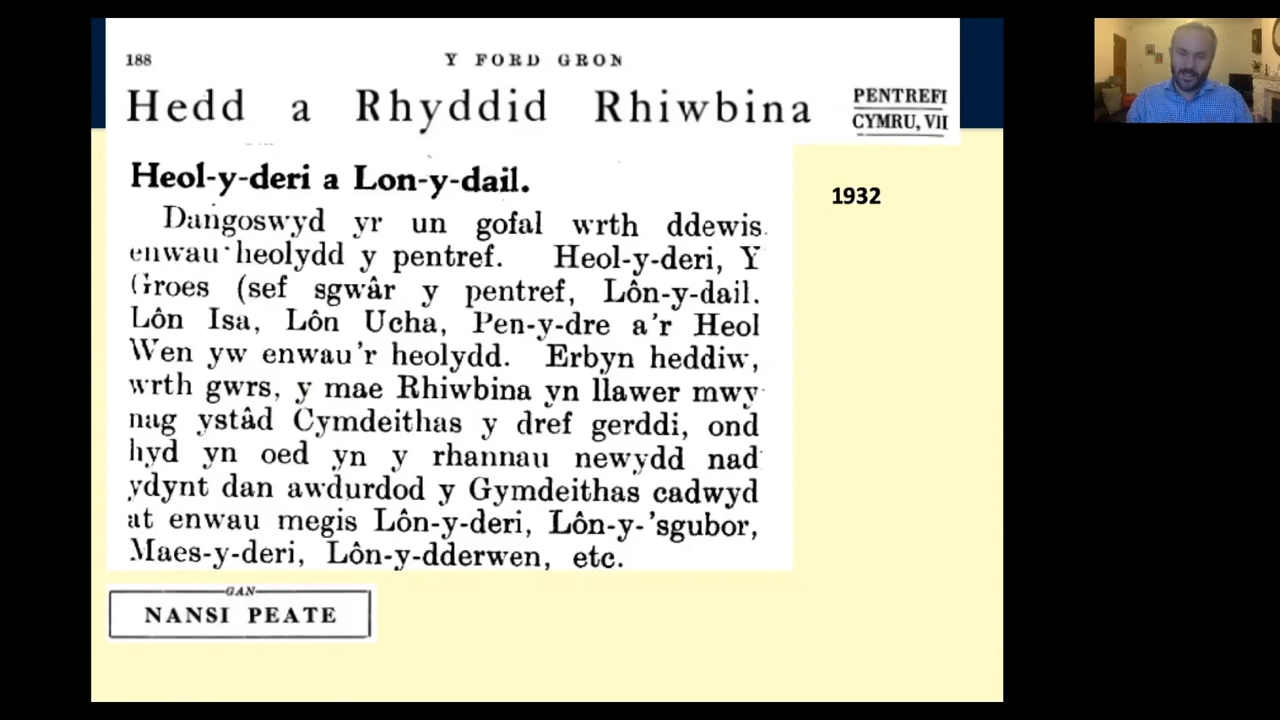 188
Y FORD GRON
Hedd a Rhyddid Rhiwbina
PENTREFI
CYMRU, VII
Heol-y-deri a Lon-y-dail.
Dangoswyd yr un gofal wrth ddewis
enwau heolydd y pentref. Heol-y-deri, Y
Groes (sef sgwâr y pentref, Lôn-y-dail.
Lôn Isa, Lôn Ucha, Pen-y-dre a'r Heol
Wen yw enwau'r heolydd. Erbyn heddiw,
wrth gwrs, y mae Rhiwbina yn llawer mwy
nag ystâd Cymdeithas y dref gerddi, ond
hyd yn oed yn y rhannau newydd nad
ydynt dan awdurdod y Gymdeithas cadwyd
at enwau megis Lôn-y-deri, Lôn-y-'sgubor,
Maes-y-deri, Lôn-y-dderwen, etc.
1932
GAN
NANSI PEATE